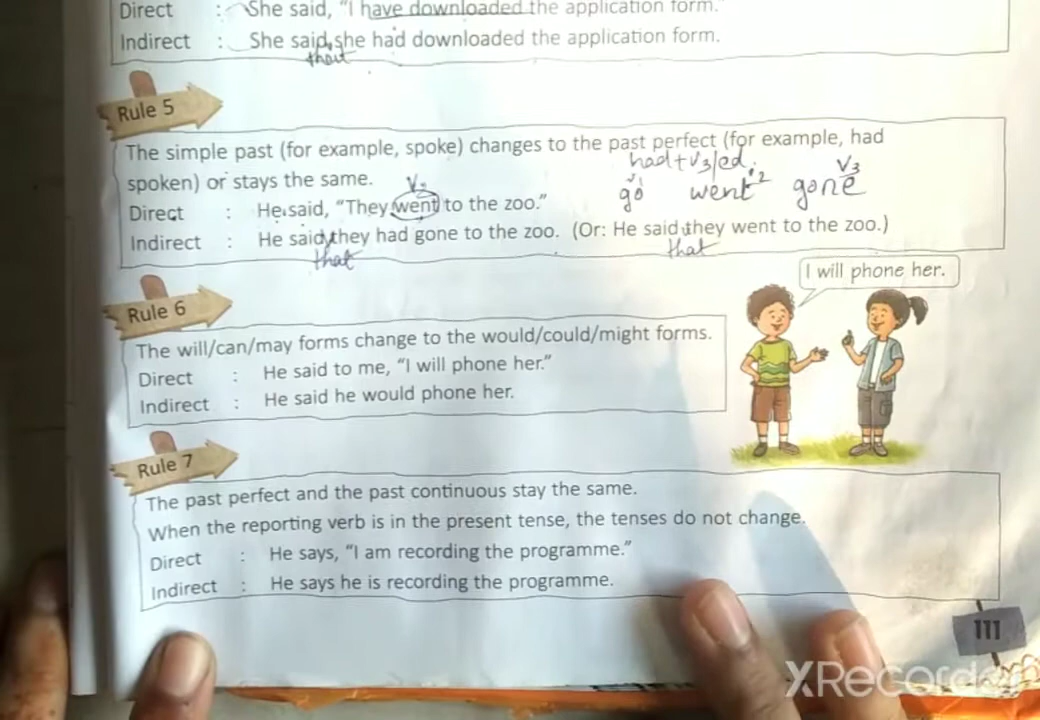 Direct : She said, "I have downloaded the application form."
Indirect : She said, she had downloaded the application form.
that
Rule 5
The simple past (for example, spoke) changes to the past perfect (for example, had
had+V3/ed.
spoken) or stays the same.
V2
V1 V2 V3
go went gone
Direct : He said, "They went to the zoo."
Indirect : He said they had gone to the zoo. (Or: He said they went to the zoo.)
that that
I will phone her.
Rule 6
The will/can/may forms change to the would/could/might forms.
Direct : He said to me, "I will phone her."
Indirect : He said he would phone her.
Rule 7
The past perfect and the past continuous stay the same.
When the reporting verb is in the present tense, the tenses do not change.
Direct : He says, "I am recording the programme."
Indirect : He says he is recording the programme.
111
XRecorder